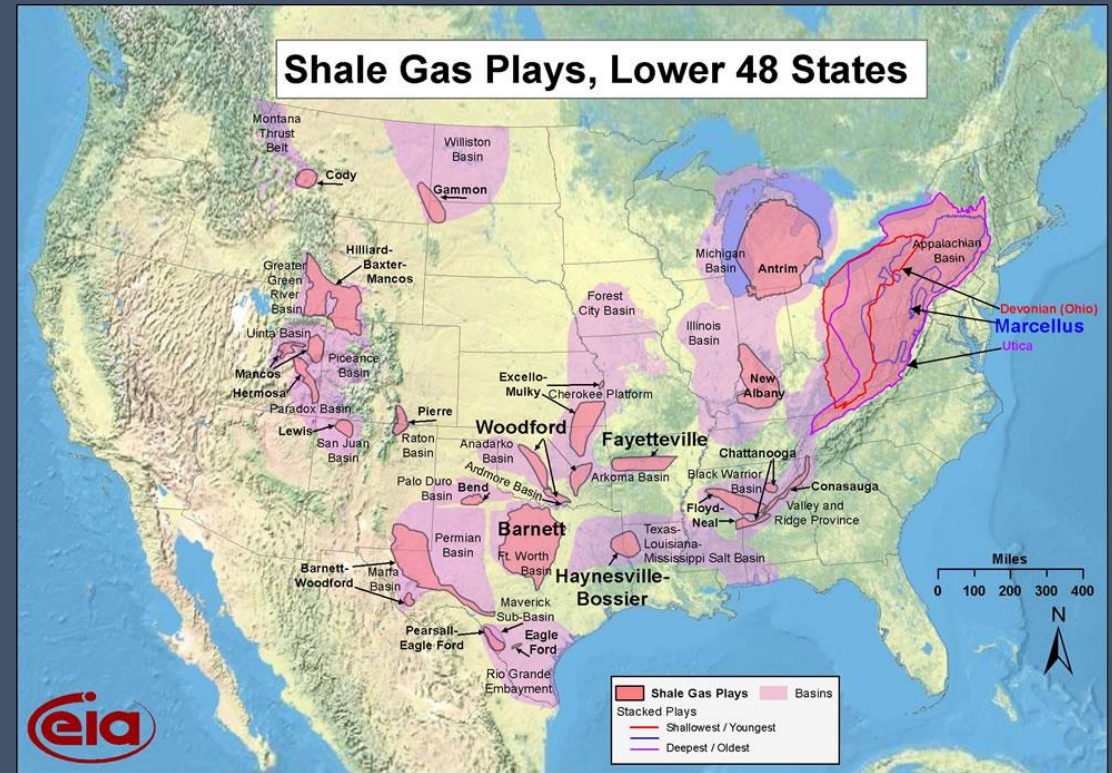 Shale Gas Plays, Lower 48 States
Montana
Thrust
Belt
Cody
Williston
Basin
Gammon
Hilliard-
Baxter-
Mancos
Greater
Green
River
Basin
Uinta Basin
Mancos
Piceance
Basin
Hermosa
Paradox Basin
Lewis
San Juan
Basin
Pierre
Raton
Basin
Michigan
Basin
Antrim
Appalachian
Basin
Devonian (Ohio)
Marcellus
Utica
Forest
City Basin
Illinois
Basin
New
Albany
Excello-
Mulky
Cherokee Platform
Woodford
Anadarko
Basin
Ardmore Basin
Fayetteville
Arkoma Basin
Palo Duro
Basin
Bend
Chattanooga
Black Warrior
Basin
Conasauga
Floyd-
Neal
Valley and
Ridge Province
Barnett
Ft. Worth
Basin
Permian
Basin
Texas-
Louisiana-
Mississippi Salt Basin
Haynesville-
Bossier
Barnett-
Woodford
Marfa
Basin
Maverick
Sub-Basin
Pearsall-
Eagle Ford
Eagle
Ford
Rio Grande
Embayment
Miles
0 100 200 300 400
N
Shale Gas Plays
Basins
Stacked Plays
Shallowest / Youngest
Deepest / Oldest
eia